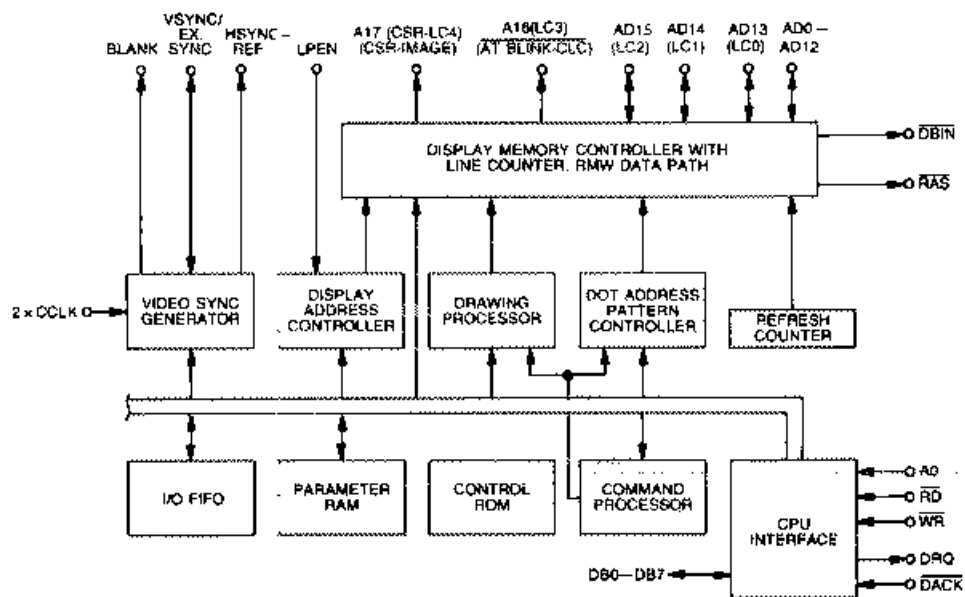 BLANK
VSYNC/
EX.
SYNC
HSYNC –
REF
LPEN
A17 (CSR-LC4)
(CSR-IMAGE)
A16(LC3)
(AT BLINK-CLC)
AD15
(LC2)
AD14
(LC1)
AD13
(LC0)
AD0 –
AD12
DISPLAY MEMORY CONTROLLER WITH
LINE COUNTER, RMW DATA PATH
DBIN
RAS
2 × CCLK
VIDEO SYNC
GENERATOR
DISPLAY
ADDRESS
CONTROLLER
DRAWING
PROCESSOR
DOT ADDRESS
PATTERN
CONTROLLER
REFRESH
COUNTER
I/O FIFO
PARAMETER
RAM
CONTROL
ROM
COMMAND
PROCESSOR
CPU
INTERFACE
A0
RD
WR
DRQ
DACK
DB0–DB7